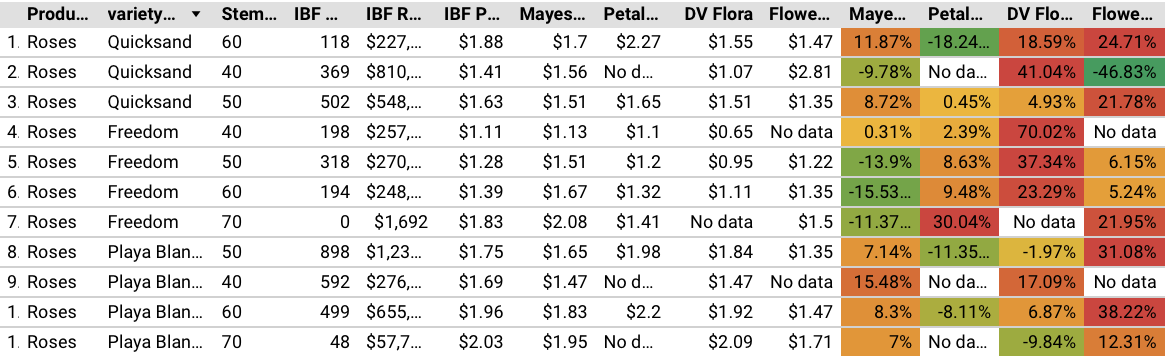 Produ... variety... Stem... IBF ... IBF R... IBF P... Mayes... Petal... DV Flora Flowe... Maye... Petal... DV Flo... Flowe...
1. Roses Quicksand 60 118 $227,... $1.88 $1.7 $2.27 $1.55 $1.47 11.87% -18.24... 18.59% 24.71%
2. Roses Quicksand 40 369 $810,... $1.41 $1.56 No d... $1.07 $2.81 -9.78% No da... 41.04% -46.83%
3. Roses Quicksand 50 502 $548,... $1.63 $1.51 $1.65 $1.51 $1.35 8.72% 0.45% 4.93% 21.78%
4. Roses Freedom 40 198 $257,... $1.11 $1.13 $1.1 $0.65 No data 0.31% 2.39% 70.02% No data
5. Roses Freedom 50 318 $270,... $1.28 $1.51 $1.2 $0.95 $1.22 -13.9% 8.63% 37.34% 6.15%
6. Roses Freedom 60 194 $248,... $1.39 $1.67 $1.32 $1.11 $1.35 -15.53... 9.48% 23.29% 5.24%
7. Roses Freedom 70 0 $1,692 $1.83 $2.08 $1.41 No data $1.5 -11.37... 30.04% No data 21.95%
8. Roses Playa Blan... 50 898 $1,23... $1.75 $1.65 $1.98 $1.84 $1.35 7.14% -11.35... -1.97% 31.08%
9. Roses Playa Blan... 40 592 $276,... $1.69 $1.47 No d... $1.47 No data 15.48% No da... 17.09% No data
1. Roses Playa Blan... 60 499 $655,... $1.96 $1.83 $2.2 $1.92 $1.47 8.3% -8.11% 6.87% 38.22%
1. Roses Playa Blan... 70 48 $57,7... $2.03 $1.95 No d... $2.09 $1.71 7% No da... -9.84% 12.31%